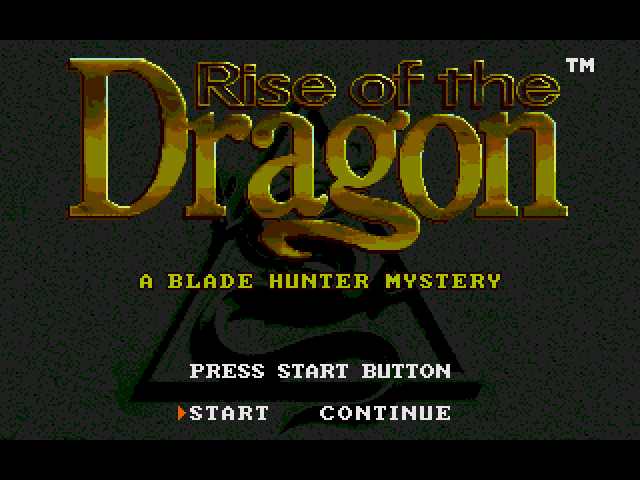 Rise of the ™
Dragon
A BLADE HUNTER MYSTERY
PRESS START BUTTON
START CONTINUE